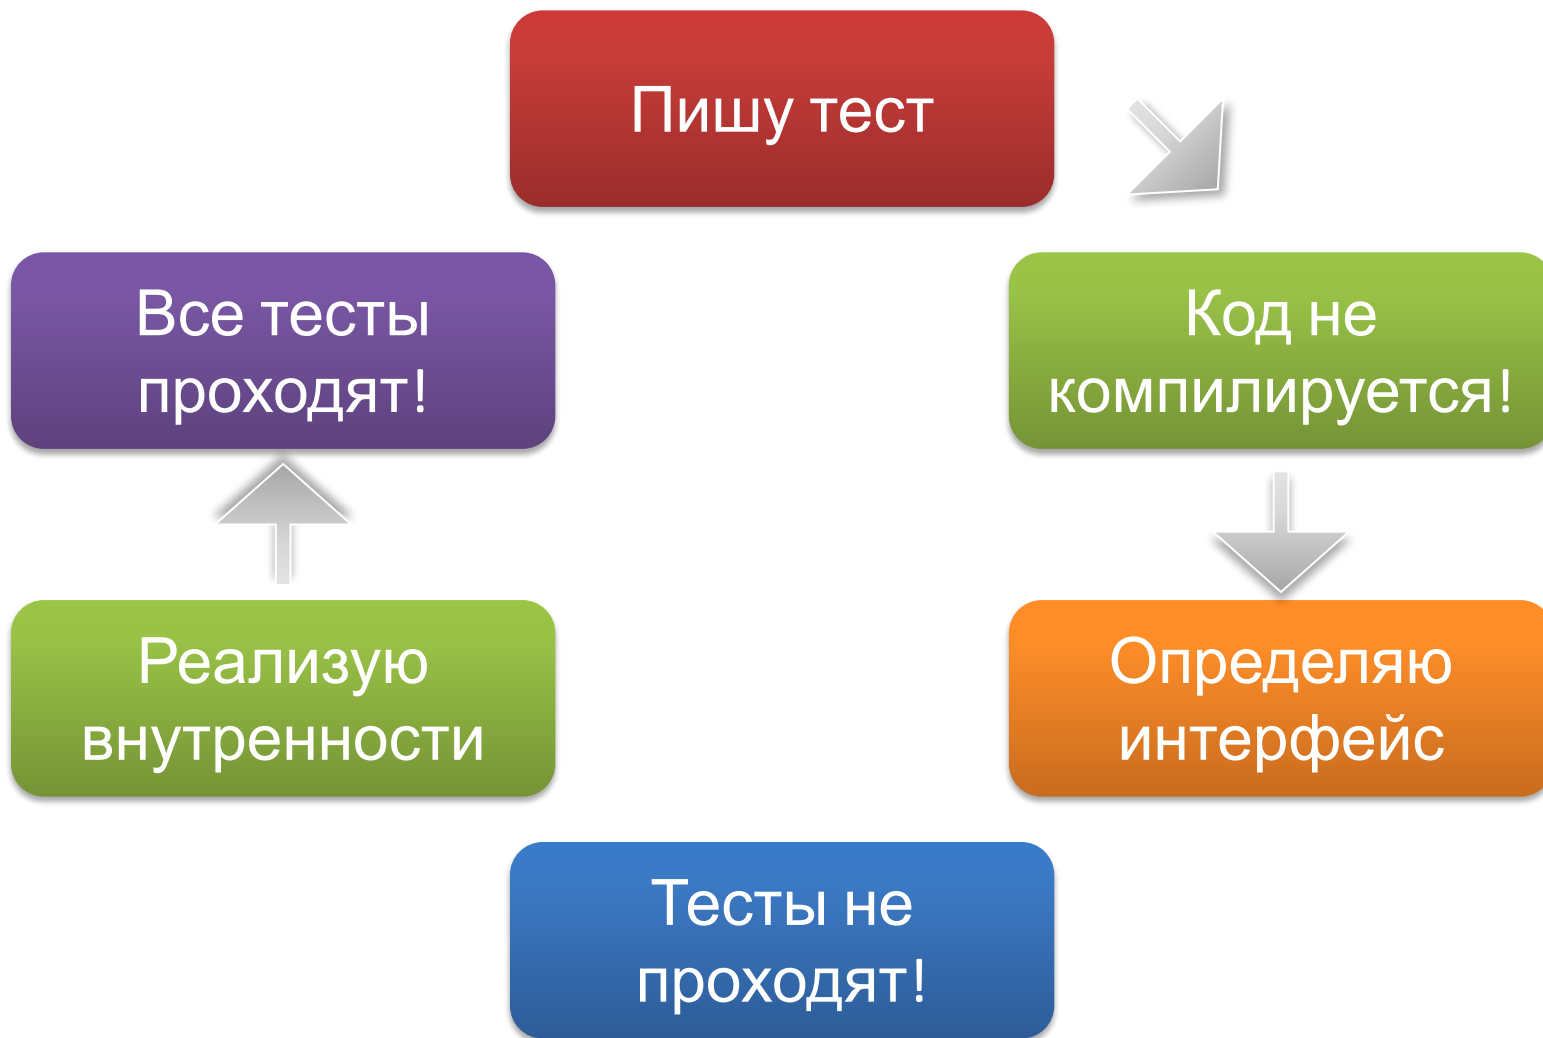 Пишу тест
Все тесты
проходят!
Код не
компилируется!
Реализую
внутренности
Определяю
интерфейс
Тесты не
проходят!